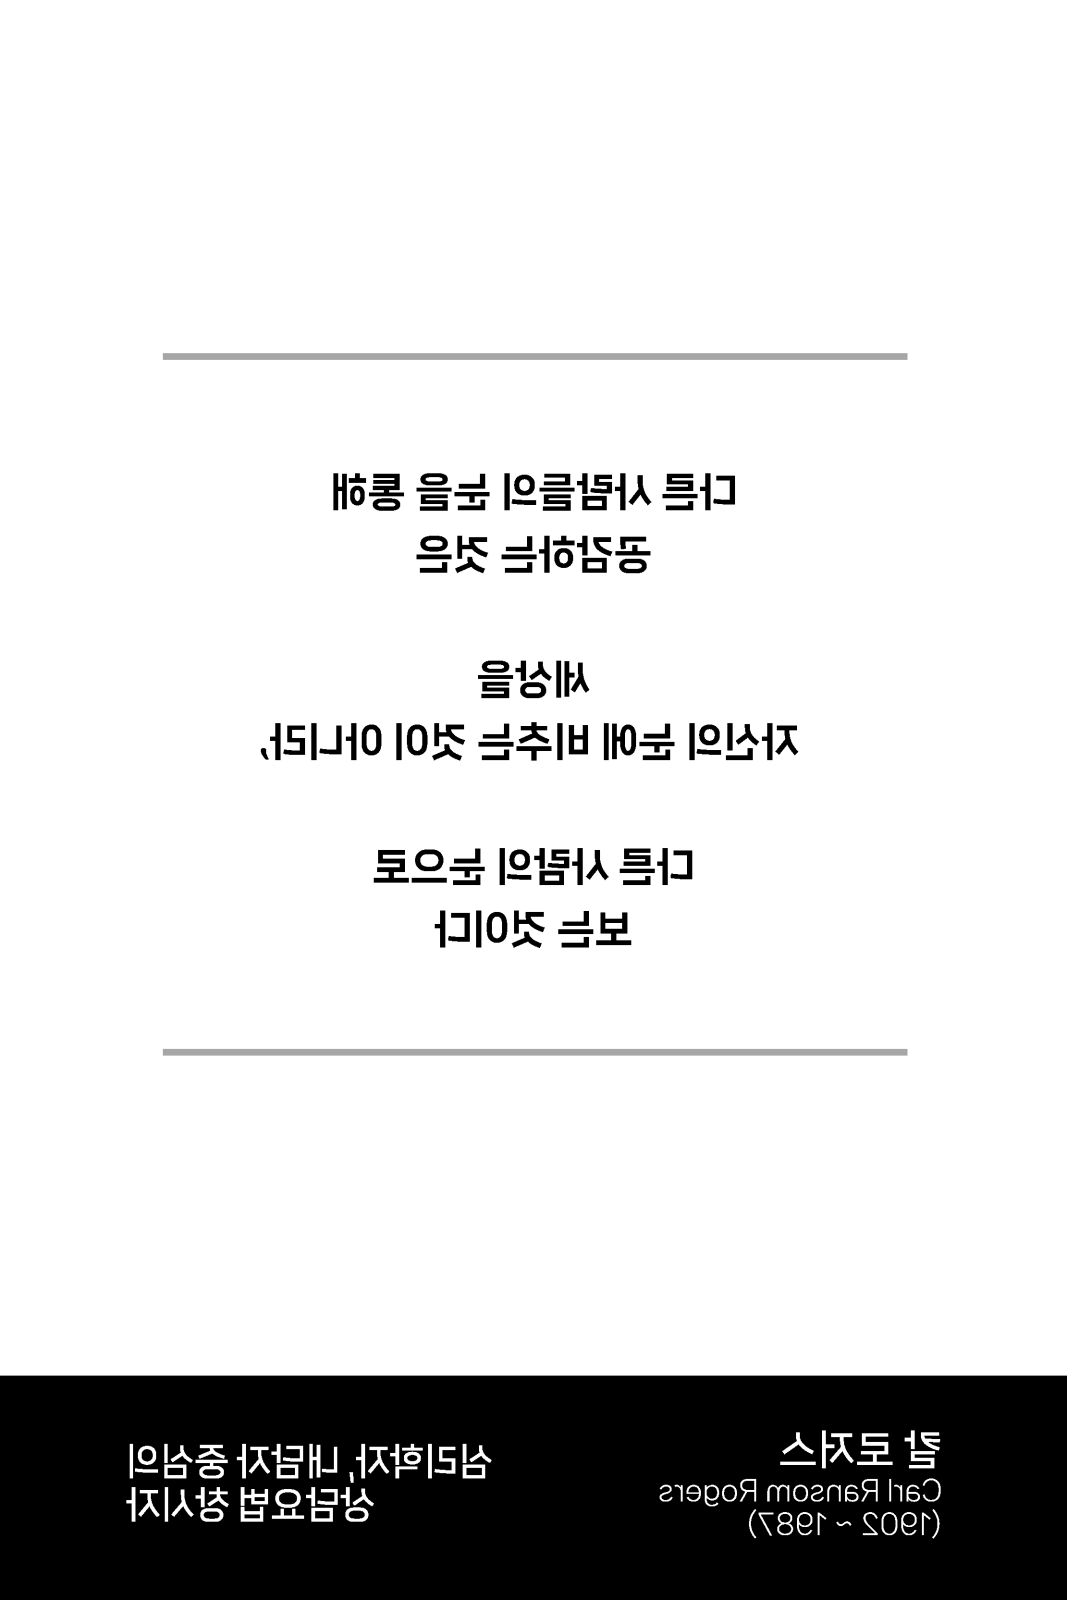 다른 사람들의 눈을 통해
공감하는 것은
세상을
자신의 눈에 비추는 것이 아니라,
다른 사람의 눈으로
보는 것이다
칼 로저스
Carl Ransom Rogers
(1902 ~ 1987)
심리학자, 내담자 중심의
상담요법 창시자